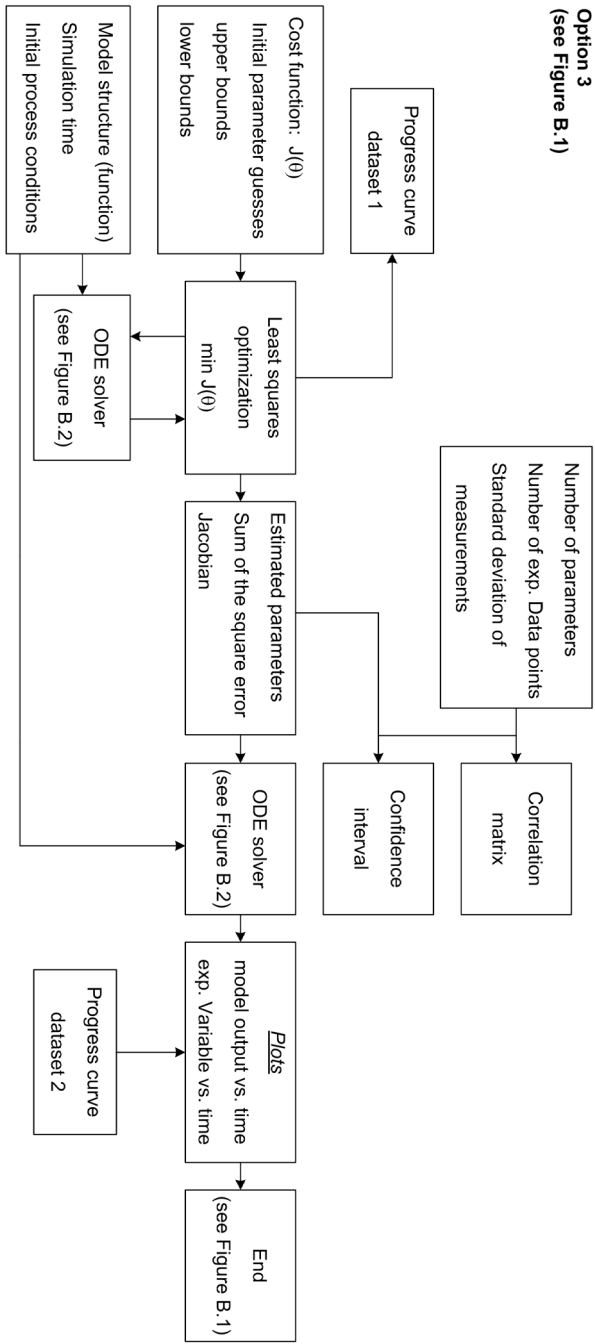 Option 3
(see Figure B.1)
Progress curve
dataset 1
Number of parameters
Number of exp. Data points
Standard deviation of
measurements
Correlation
matrix
Confidence
interval
Cost function: J(θ)
Initial parameter guesses
upper bounds
lower bounds
Least squares
optimization
min J(θ)
Estimated parameters
Sum of the square error
Jacobian
ODE solver
(see Figure B.2)
Plots
model output vs. time
exp. Variable vs. time
End
(see Figure B.1)
Model structure (function)
Simulation time
Initial process conditions
ODE solver
(see Figure B.2)
Progress curve
dataset 2